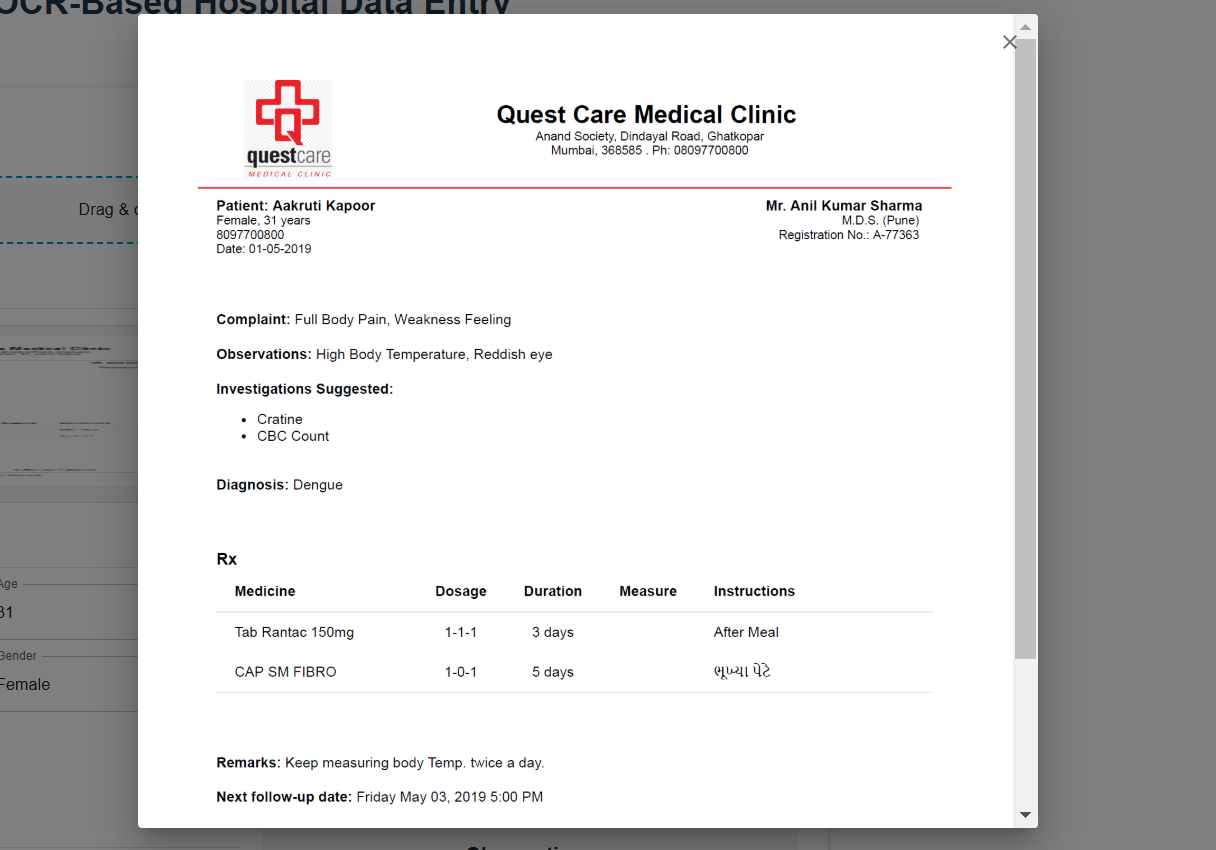 OCR-Based Hospital Data Entry
questcare
MEDICAL CLINIC
Quest Care Medical Clinic
Anand Society, Dindayal Road, Ghatkopar
Mumbai, 368585 . Ph: 08097700800
Patient: Aakruti Kapoor
Female, 31 years
8097700800
Date: 01-05-2019
Mr. Anil Kumar Sharma
M.D.S. (Pune)
Registration No.: A-77363
Drag &
Complaint: Full Body Pain, Weakness Feeling
Observations: High Body Temperature, Reddish eye
Investigations Suggested:
• Cratine
• CBC Count
Diagnosis: Dengue
Rx
Medicine Dosage Duration Measure Instructions
Tab Rantac 150mg 1-1-1 3 days After Meal
CAP SM FIBRO 1-0-1 5 days ભૂખ્યા પેટે
Age
31
Gender
Female
Remarks: Keep measuring body Temp. twice a day.
Next follow-up date: Friday May 03, 2019 5:00 PM